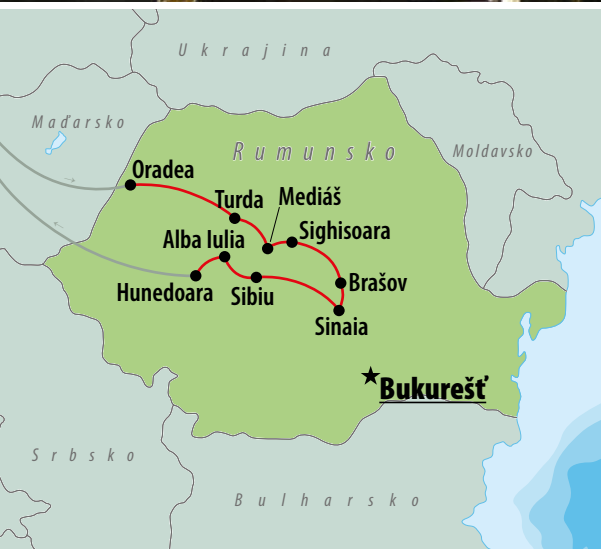 Ukrajina
Maďarsko
Rumunsko
Moldavsko
Oradea
Turda
Mediáš
Sighisoara
Alba Iulia
Hunedoara
Sibiu
Brašov
Sinaia
Bukurešť
Srbsko
Bulharsko